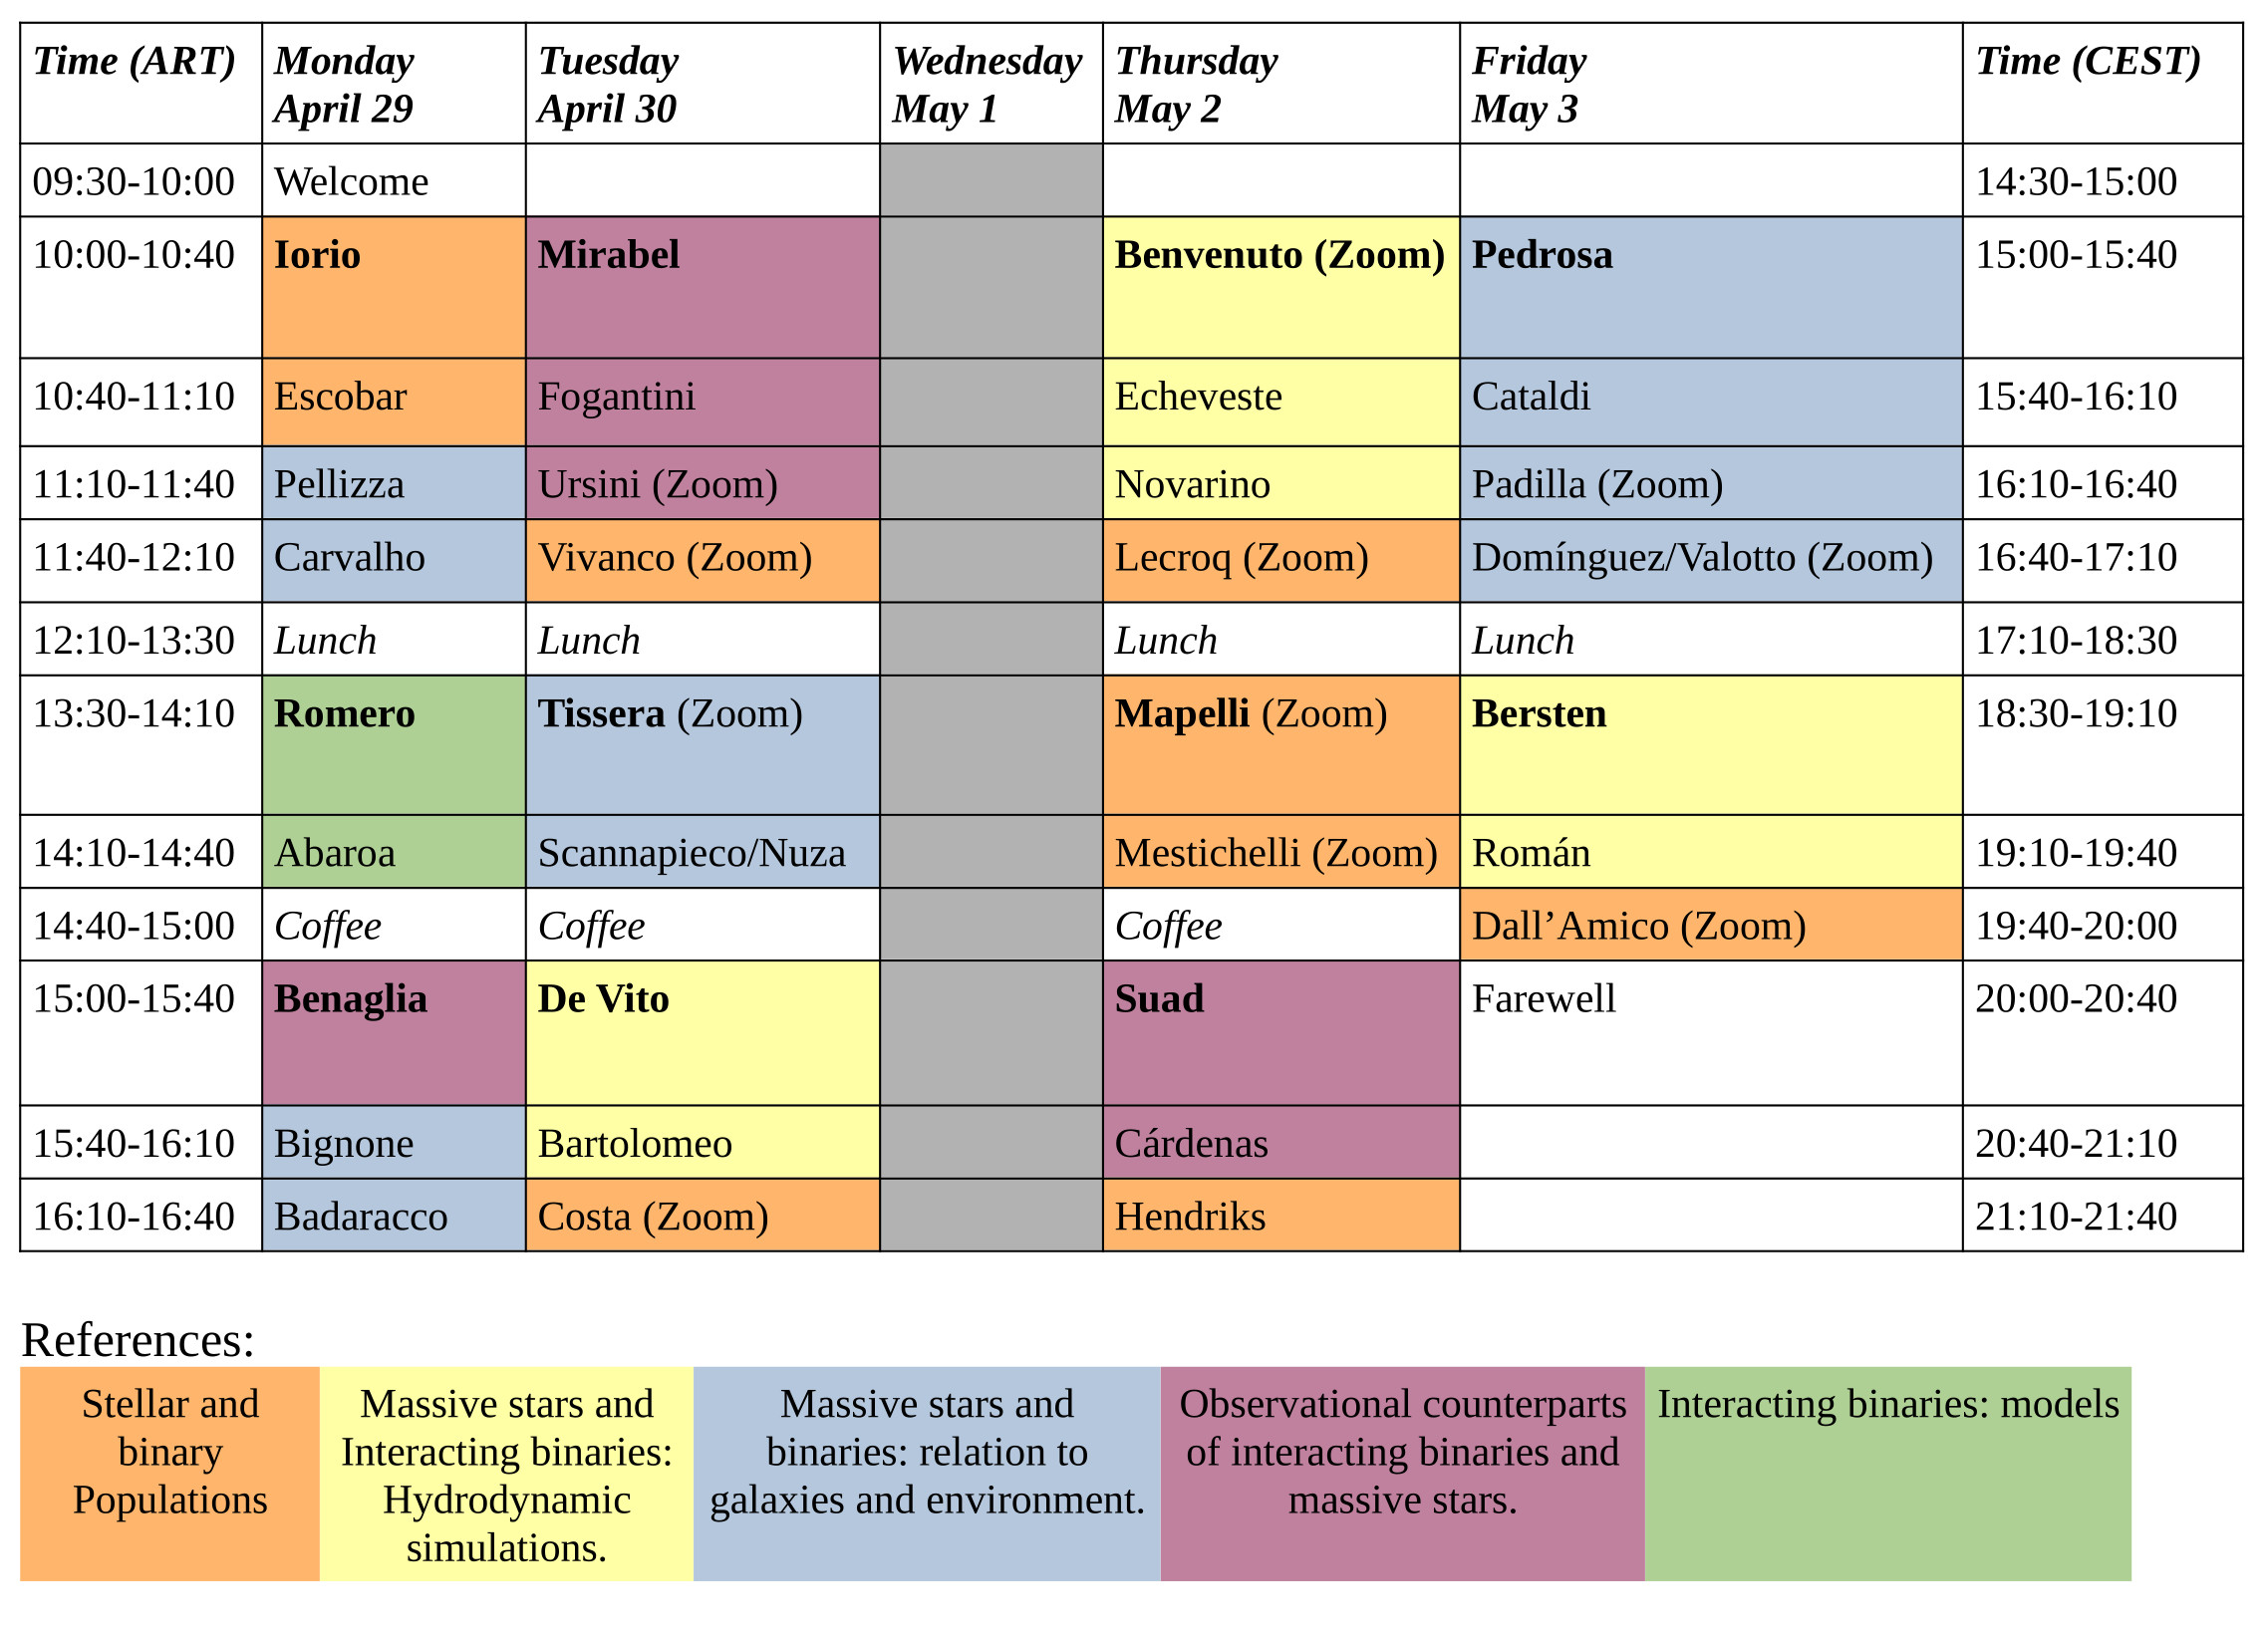 Time (ART) Monday Tuesday Wednesday Thursday Friday Time (CEST)
April 29 April 30 May 1 May 2 May 3
09:30-10:00 Welcome 14:30-15:00
10:00-10:40 Iorio Mirabel Benvenuto (Zoom) Pedrosa 15:00-15:40
10:40-11:10 Escobar Fogantini Echeveste Cataldi 15:40-16:10
11:10-11:40 Pellizza Ursini (Zoom) Novarino Padilla (Zoom) 16:10-16:40
11:40-12:10 Carvalho Vivanco (Zoom) Lecroq (Zoom) Domínguez/Valotto (Zoom) 16:40-17:10
12:10-13:30 Lunch Lunch Lunch Lunch 17:10-18:30
13:30-14:10 Romero Tissera (Zoom) Mapelli (Zoom) Bersten 18:30-19:10
14:10-14:40 Abaroa Scannapieco/Nuza Mestichelli (Zoom) Román 19:10-19:40
14:40-15:00 Coffee Coffee Coffee Dall’Amico (Zoom) 19:40-20:00
15:00-15:40 Benaglia De Vito Suad Farewell 20:00-20:40
15:40-16:10 Bignone Bartolomeo Cárdenas 20:40-21:10
16:10-16:40 Badaracco Costa (Zoom) Hendriks 21:10-21:40
References:
Stellar and
binary
Populations
Massive stars and
Interacting binaries:
Hydrodynamic
simulations.
Massive stars and
binaries: relation to
galaxies and environment.
Observational counterparts
of interacting binaries and
massive stars.
Interacting binaries: models